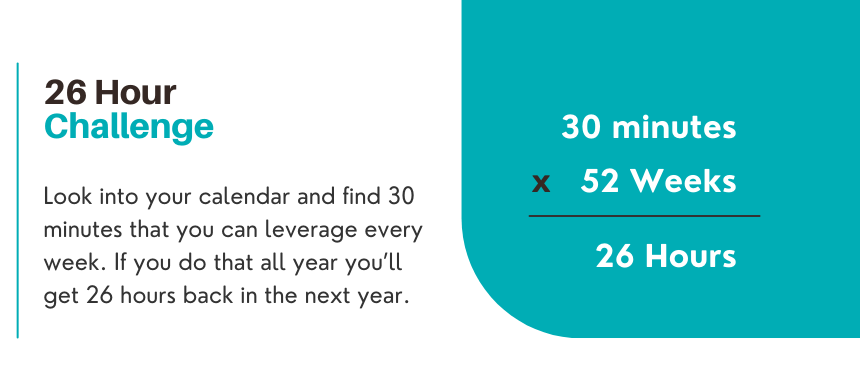 26 Hour
Challenge
Look into your calendar and find 30
minutes that you can leverage every
week. If you do that all year you’ll
get 26 hours back in the next year.
30 minutes
x 52 Weeks
26 Hours